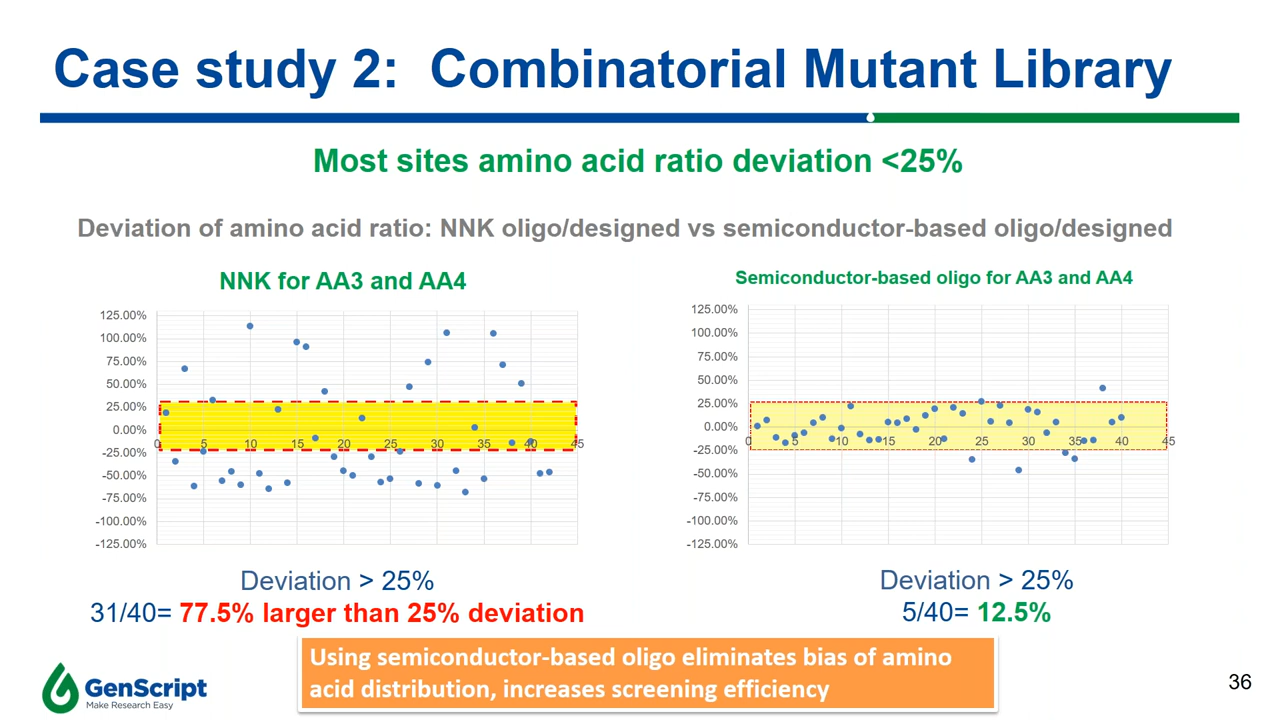 Case study 2: Combinatorial Mutant Library
Most sites amino acid ratio deviation <25%
Deviation of amino acid ratio: NNK oligo/designed vs semiconductor-based oligo/designed
NNK for AA3 and AA4
125.00%
100.00%
75.00%
50.00%
25.00%
0.00%
0 5 10 15 20 25 30 35 40 45
-25.00%
-50.00%
-75.00%
-100.00%
-125.00%
Deviation > 25%
31/40= 77.5% larger than 25% deviation
Semiconductor-based oligo for AA3 and AA4
125.00%
100.00%
75.00%
50.00%
25.00%
0.00%
0 5 10 15 20 25 30 35 40 45
-25.00%
-50.00%
-75.00%
-100.00%
-125.00%
Deviation > 25%
5/40= 12.5%
Using semiconductor-based oligo eliminates bias of amino
acid distribution, increases screening efficiency
GenScript
Make Research Easy
36